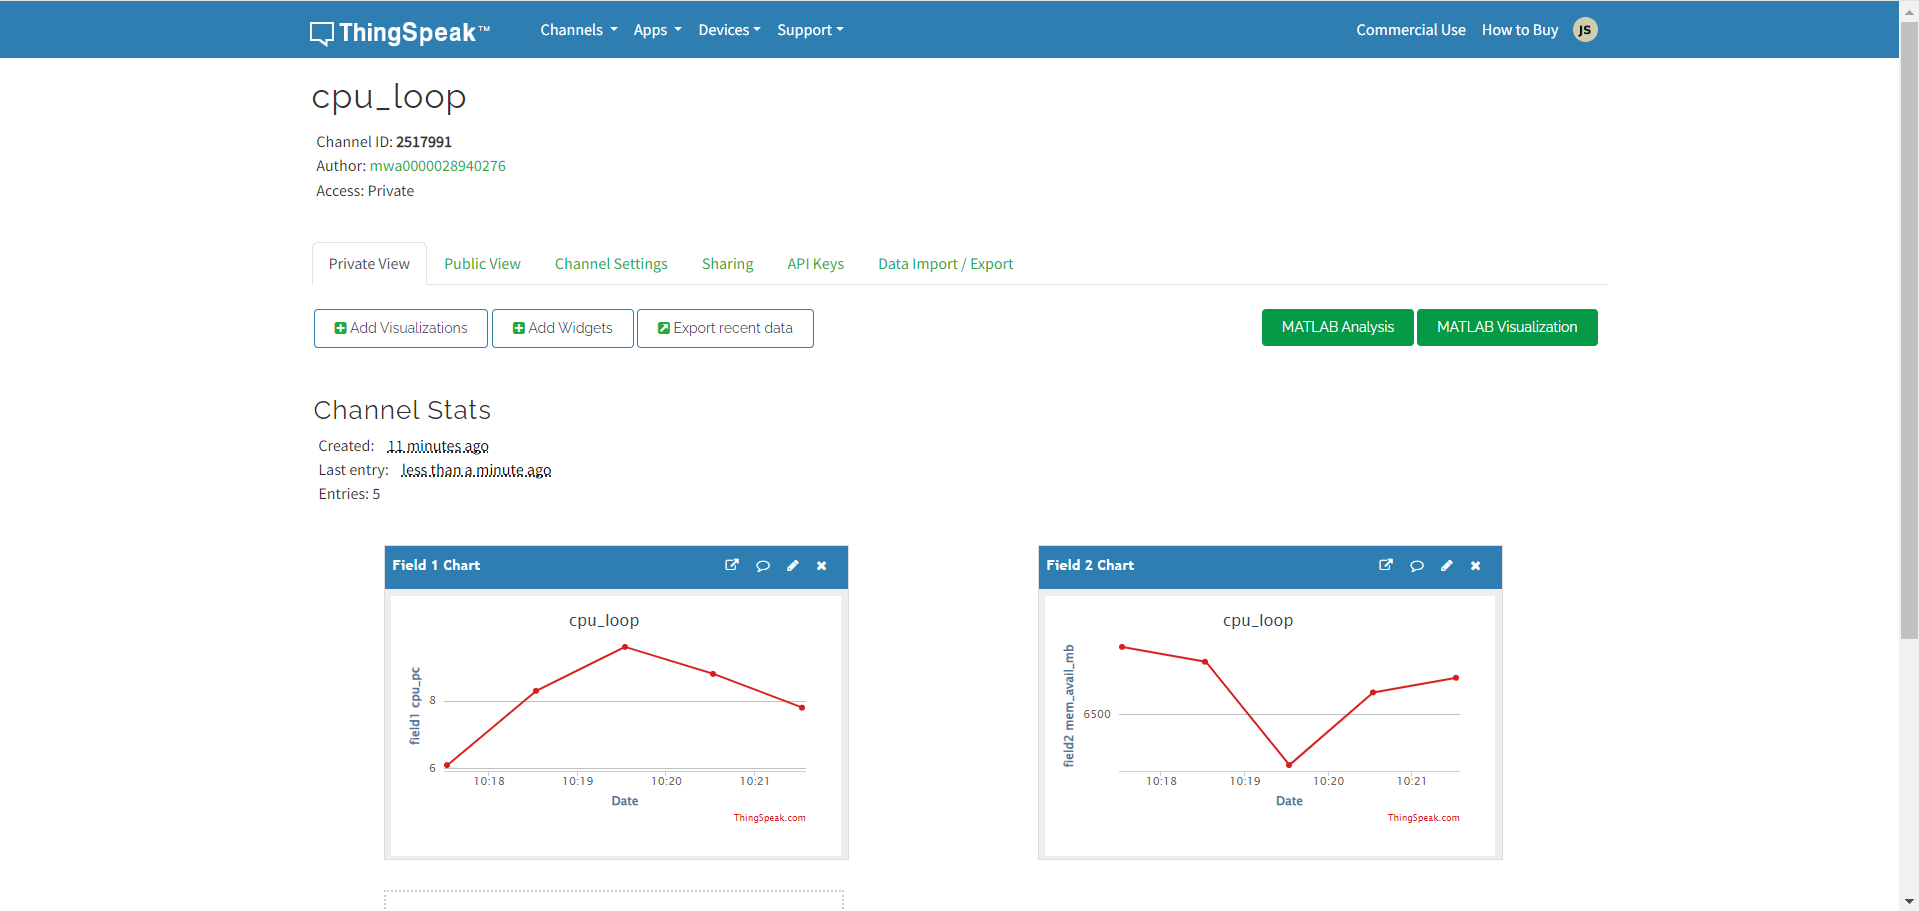 ThingSpeak™ Channels Apps Devices Support Commercial Use How to Buy JS
cpu_loop
Channel ID: 2517991
Author: mwa0000028940276
Access: Private
Private View Public View Channel Settings Sharing API Keys Data Import / Export
Add Visualizations Add Widgets Export recent data MATLAB Analysis MATLAB Visualization
Channel Stats
Created: 11 minutes ago
Last entry: less than a minute ago
Entries: 5
Field 1 Chart
cpu_loop
field1 cpu_pc
8
6
10:18 10:19 10:20 10:21
Date
ThingSpeak.com
Field 2 Chart
cpu_loop
field2 mem_avail_mb
6500
10:18 10:19 10:20 10:21
Date
ThingSpeak.com